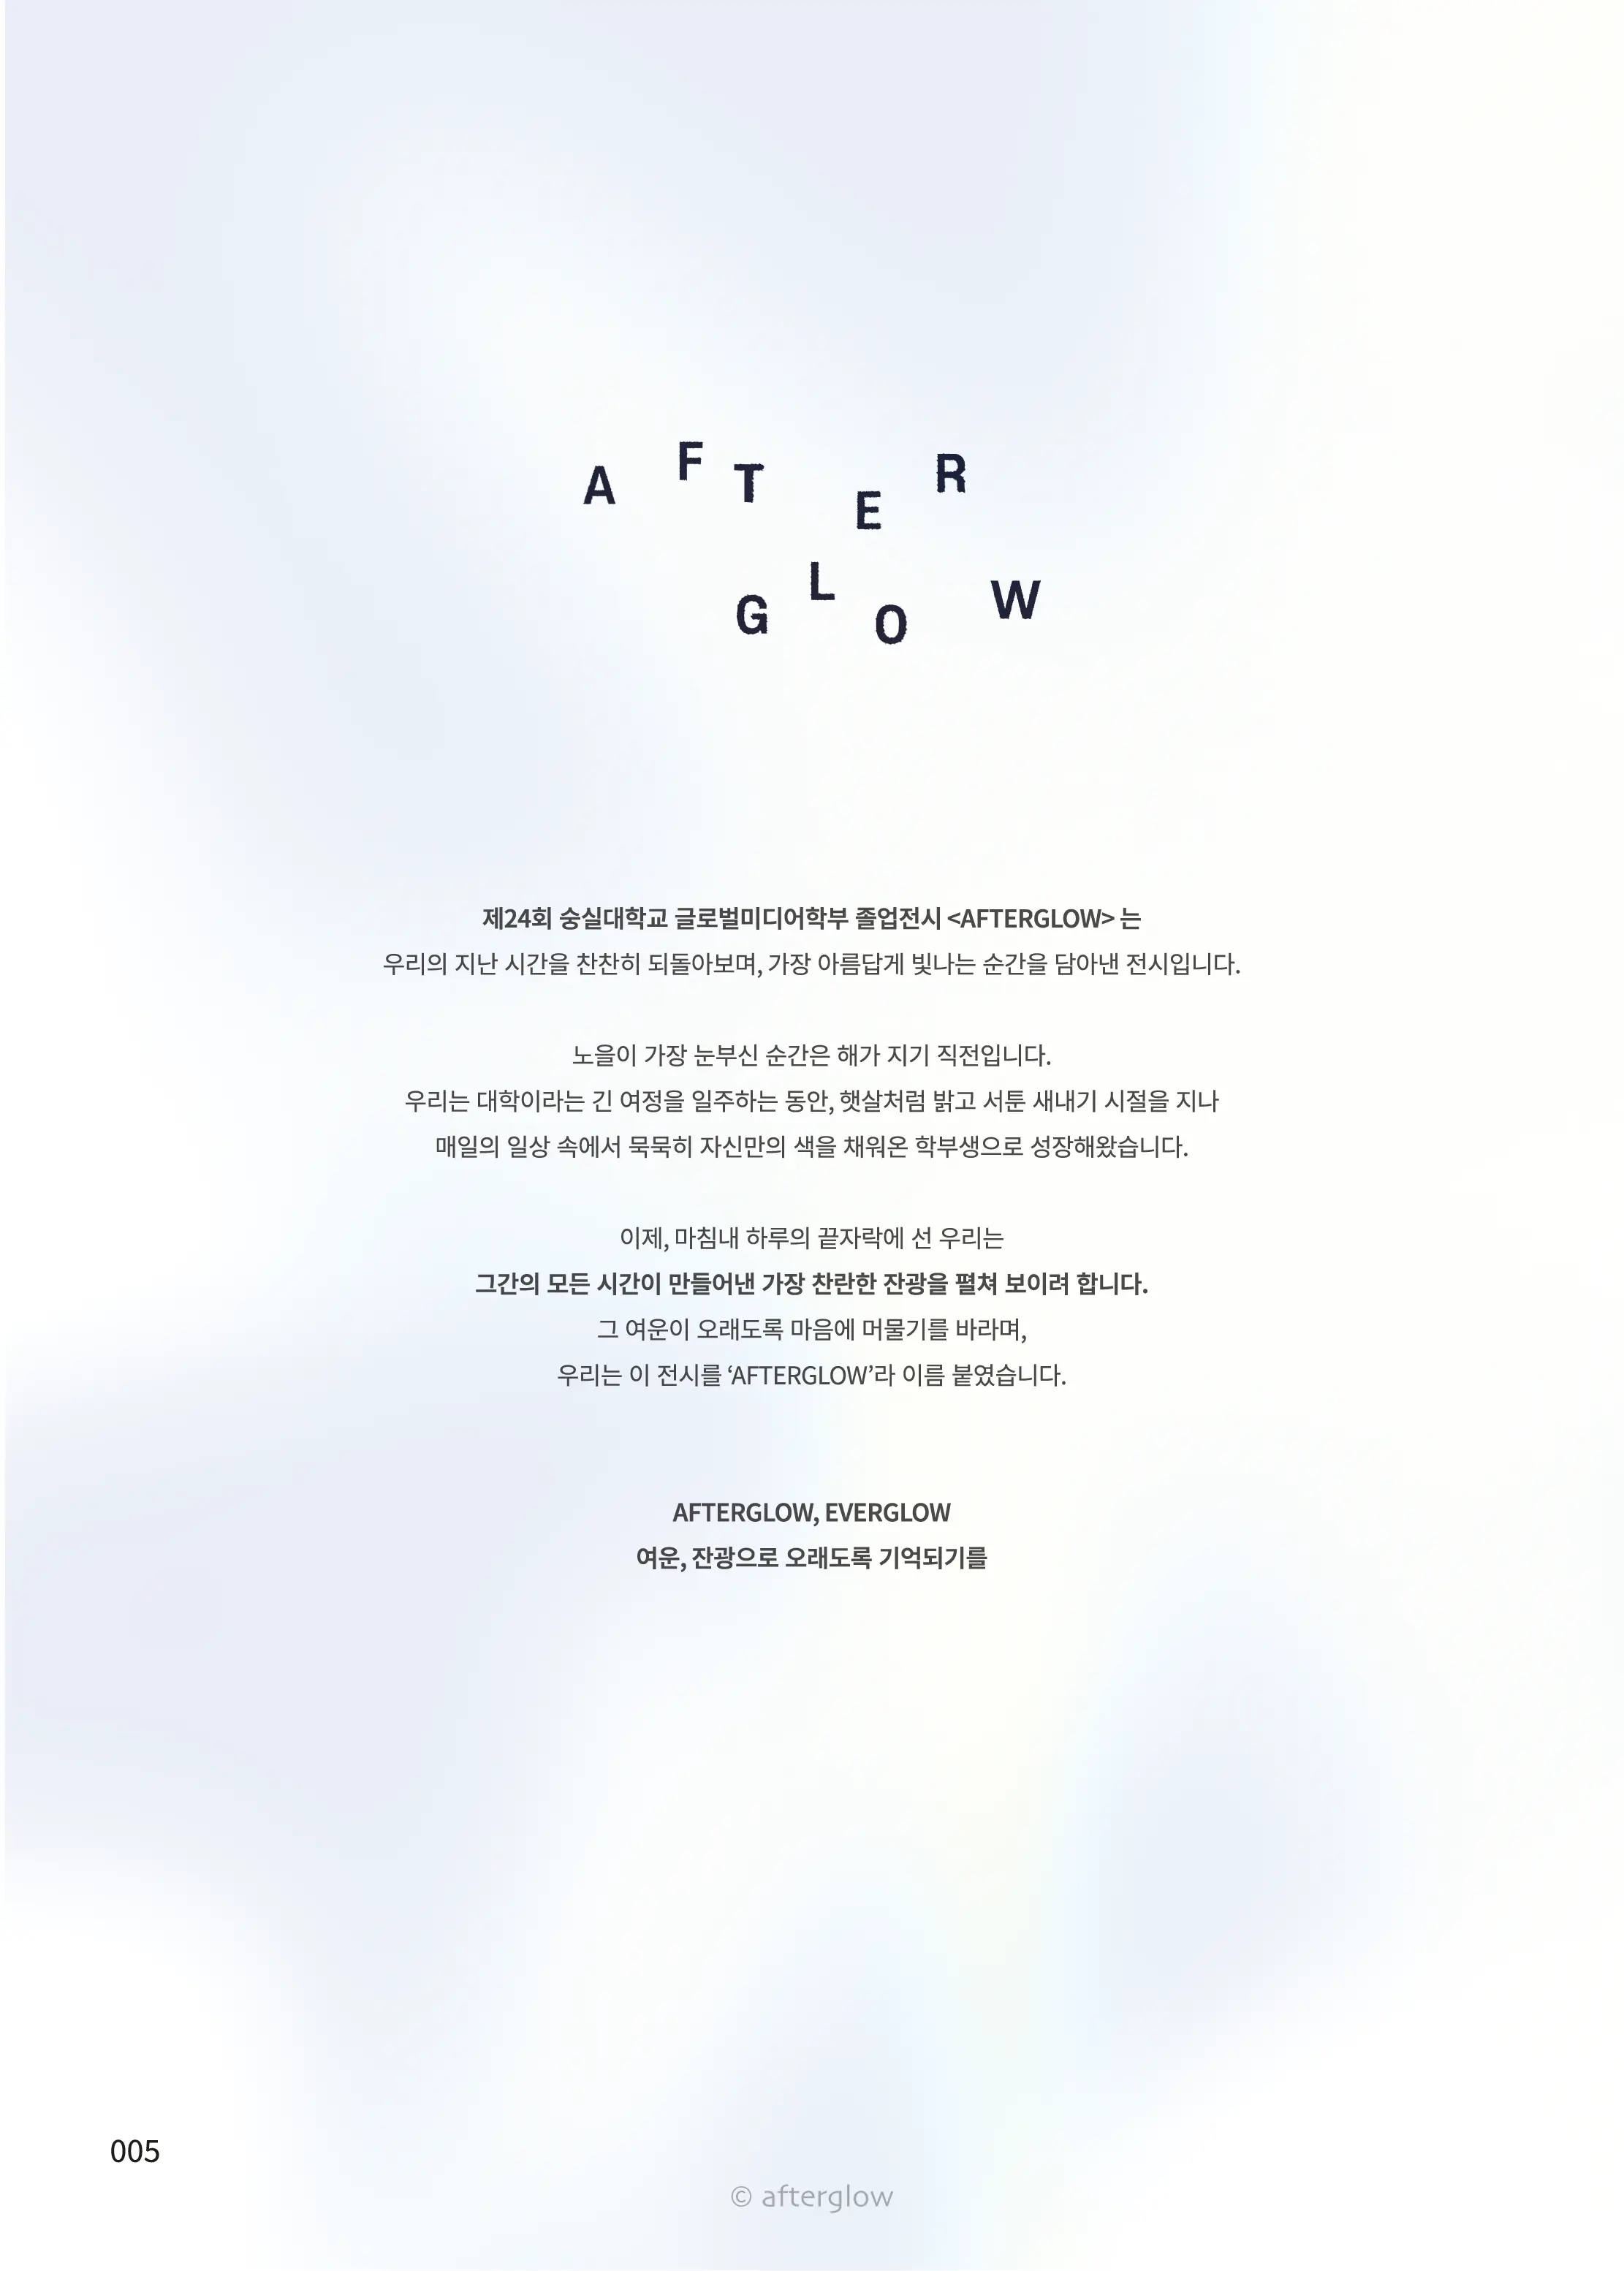 AFTER
GLOW
제24회 숭실대학교 글로벌미디어학부 졸업전시 <AFTERGLOW> 는
우리의 지난 시간을 찬찬히 되돌아보며, 가장 아름답게 빛나는 순간을 담아낸 전시입니다.
노을이 가장 눈부신 순간은 해가 지기 직전입니다.
우리는 대학이라는 긴 여정을 일주하는 동안, 햇살처럼 밝고 서툰 새내기 시절을 지나
매일의 일상 속에서 묵묵히 자신만의 색을 채워온 학부생으로 성장해왔습니다.
이제, 마침내 하루의 끝자락에 선 우리는
그간의 모든 시간이 만들어낸 가장 찬란한 잔광을 펼쳐 보이려 합니다.
그 여운이 오래도록 마음에 머물기를 바라며,
우리는 이 전시를 ‘AFTERGLOW’라 이름 붙였습니다.
AFTERGLOW, EVERGLOW
여운, 잔광으로 오래도록 기억되기를
005
© afterglow